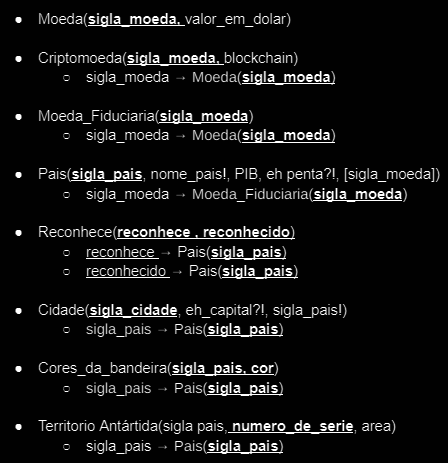 ● Moeda(sigla_moeda, valor_em_dolar)
● Criptomoeda(sigla_moeda, blockchain)
○ sigla_moeda → Moeda(sigla_moeda)
● Moeda_Fiduciaria(sigla_moeda)
○ sigla_moeda → Moeda(sigla_moeda)
● Pais(sigla_pais, nome_pais!, PIB, eh penta?!, [sigla_moeda])
○ sigla_moeda → Moeda_Fiduciaria(sigla_moeda)
● Reconhece(reconhece , reconhecido)
○ reconhece → Pais(sigla_pais)
○ reconhecido → Pais(sigla_pais)
● Cidade(sigla_cidade, eh_capital?!, sigla_pais!)
○ sigla_pais → Pais(sigla_pais)
● Cores_da_bandeira(sigla_pais, cor)
○ sigla_pais → Pais(sigla_pais)
● Territorio Antártida(sigla pais, numero_de_serie, area)
○ sigla_pais → Pais(sigla_pais)